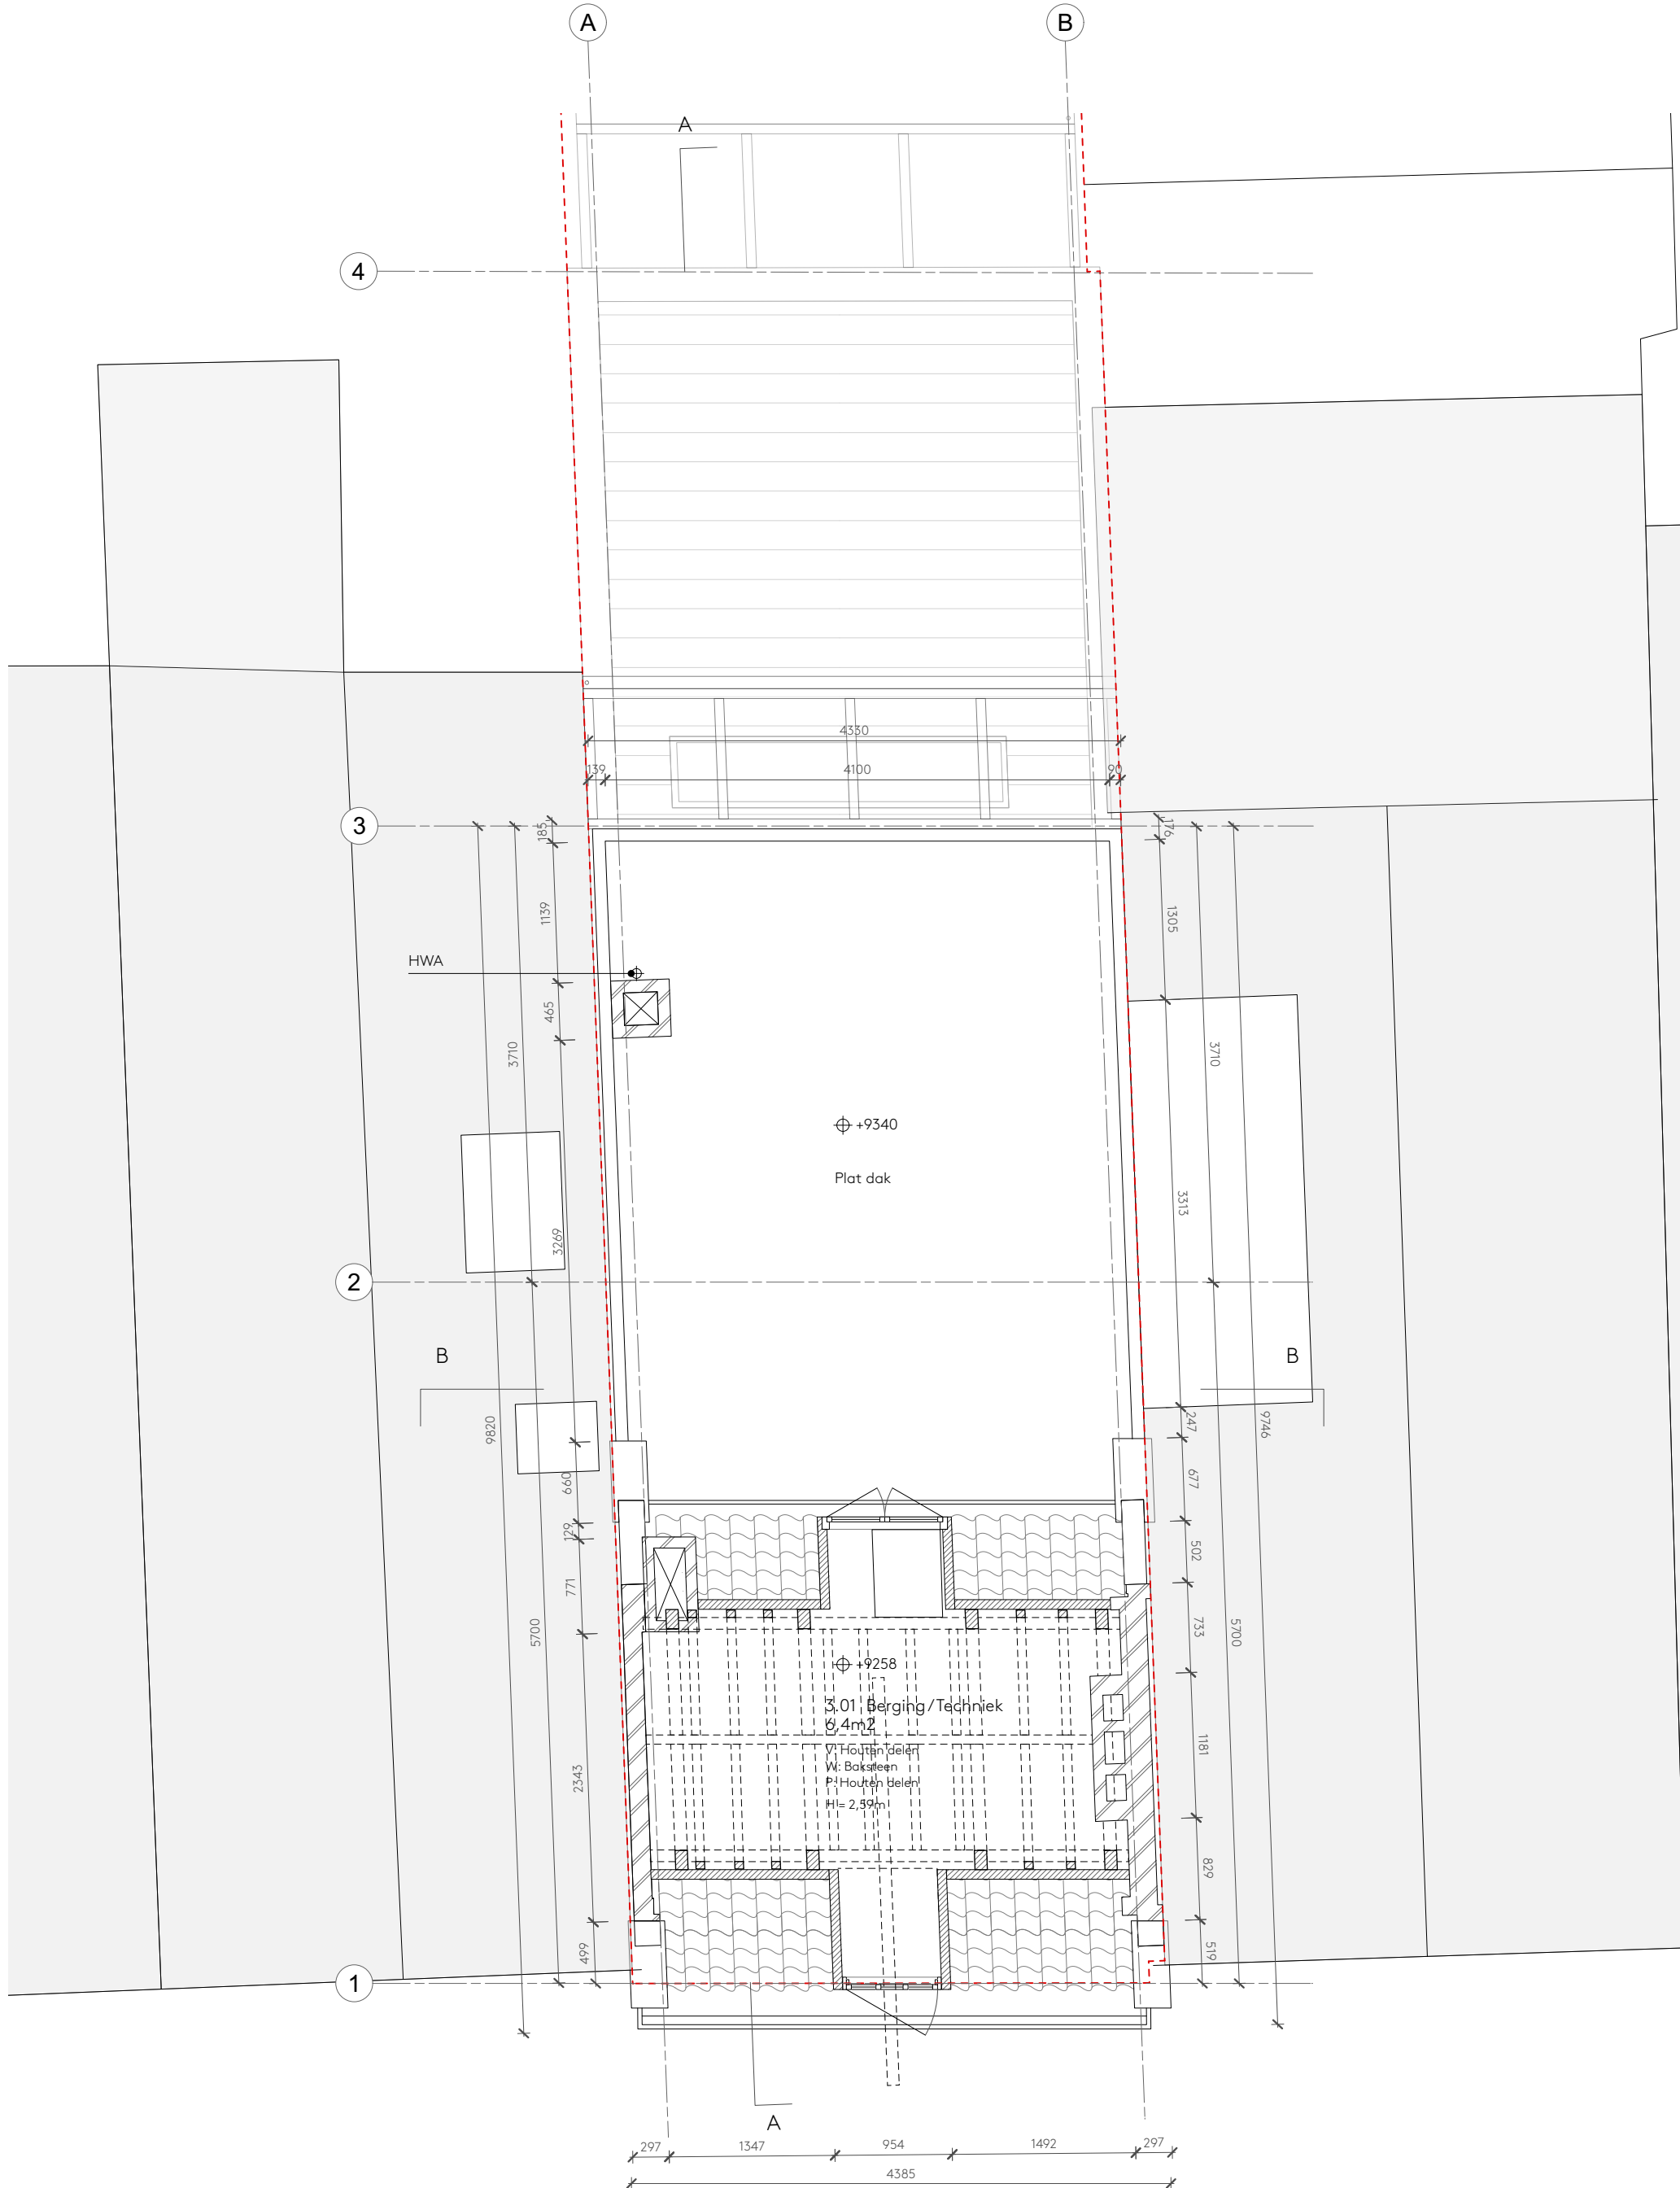 A
B
A
4
4330
139
4100
90
3
185
176
1139
1305
HWA
465
3710
3710
+9340
Plat dak
3313
3269
2
B
B
9820
247
9746
660
677
129
502
771
5700
733
5700
+9258
3.01 Berging/Techniek
6,4m2
V: Houten delen
W: Baksteen
P: Houten delen
H = 2,59m
1181
2343
829
499
519
1
A
297
1347
954
1492
297
4385